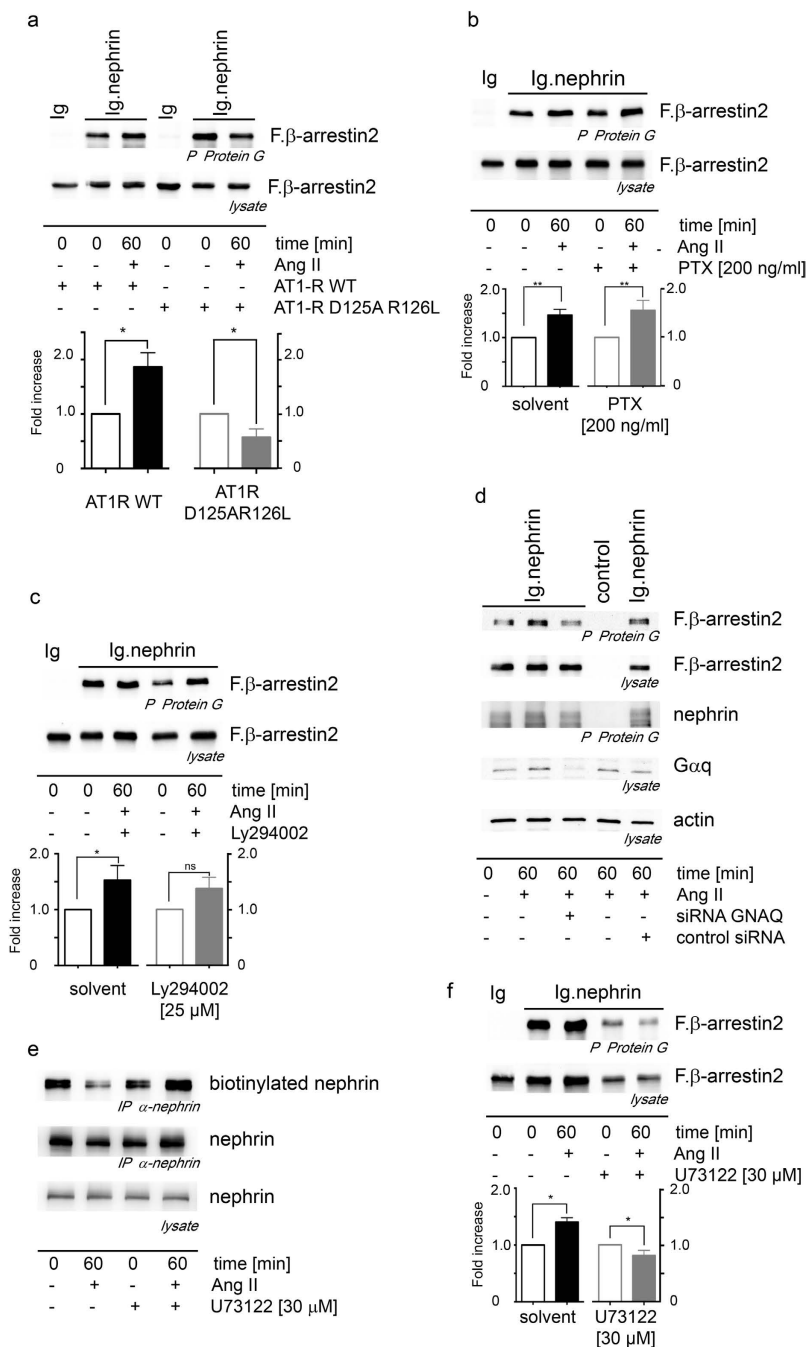 a
Ig
Ig.nephrin
Ig
Ig.nephrin
F.β-arrestin2
P Protein G
F.β-arrestin2
lysate
0 0 60 0 0 60 time [min]
- - + - - + Ang II
+ + + - - - AT1-R WT
- - - + + + AT1-R D125A R126L
* *
Fold increase
2.0 2.0
1.0 1.0
0 0
AT1R WT
AT1R
D125AR126L
b
Ig
Ig.nephrin
F.β-arrestin2
P Protein G
F.β-arrestin2
lysate
0 0 60 0 60 time [min]
- - + - + - Ang II
- - - + + PTX [200 ng/ml]
** **
Fold increase
2.0 2.0
1.0 1.0
0 0
solvent
PTX
[200 ng/ml]
c
Ig
Ig.nephrin
F.β-arrestin2
P Protein G
F.β-arrestin2
lysate
0 0 60 0 60 time [min]
- - + - + Ang II
- - + - + Ly294002
* ns
Fold increase
2.0 2.0
1.0 1.0
0 0
solvent
Ly294002
[25 µM]
d
Ig.nephrin
control
Ig.nephrin
F.β-arrestin2
P Protein G
F.β-arrestin2
lysate
nephrin
P Protein G
Gαq
lysate
actin
lysate
0 60 60 60 60 time [min]
- + + + + Ang II
- - + - - siRNA GNAQ
- - - - + control siRNA
e
biotinylated nephrin
IP α-nephrin
nephrin
IP α-nephrin
nephrin
lysate
0 60 0 60 time [min]
- + - + Ang II
- - + + U73122 [30 µM]
f
Ig
Ig.nephrin
F.β-arrestin2
P Protein G
F.β-arrestin2
lysate
0 0 60 0 60 time [min]
- - + - + Ang II
- - - + + U73122 [30 µM]
* *
Fold increase
2.0 2.0
1.0 1.0
0 0
solvent
U73122
[30 µM]